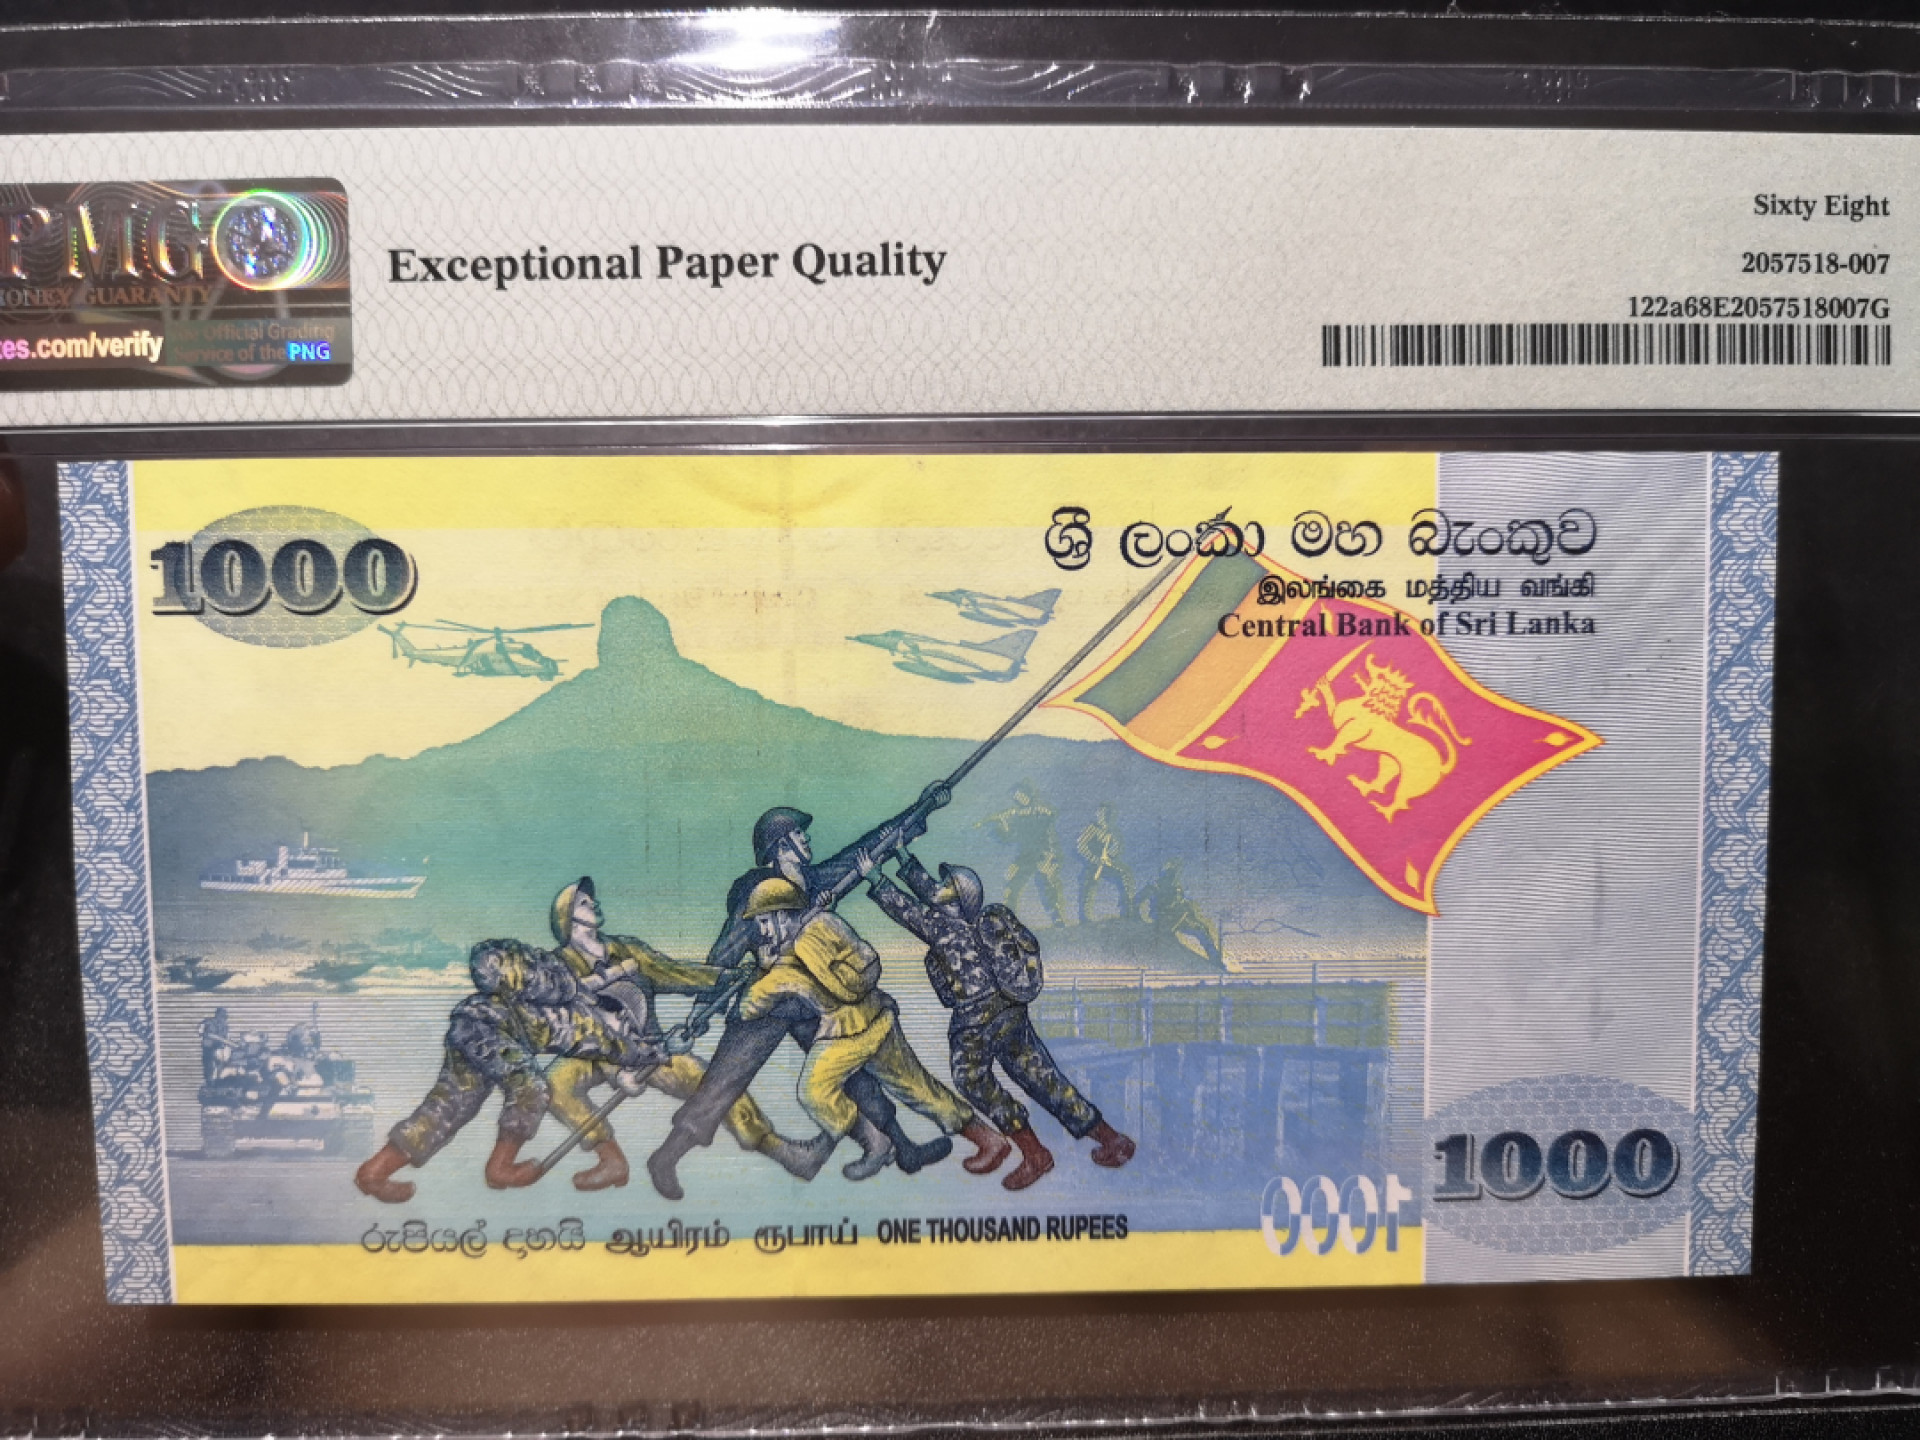 PMG
MONEY GUARANTY
es.com/verify
The Official Grading
Service of the PNG
Exceptional Paper Quality
Sixty Eight
2057518-007
122a68E2057518007G
1000
ශ්‍රී ලංකා මහ බැංකුව
இலங்கை மத்திய வங்கி
Central Bank of Sri Lanka
රුපියල් දාහයි ஆயிரம் ரூபாய் ONE THOUSAND RUPEES
1000
1000